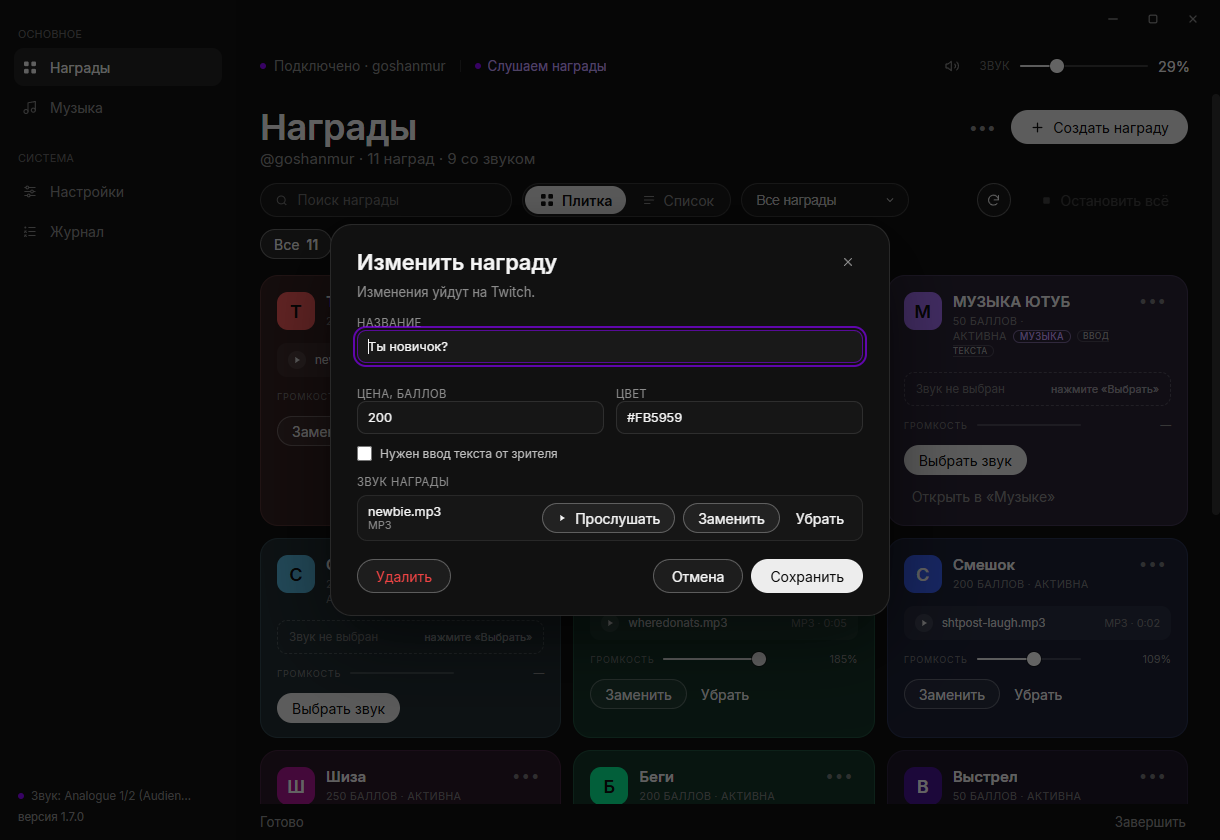 ОСНОВНОЕ
Награды
Музыка
СИСТЕМА
Настройки
Журнал
Звук: Analogue 1/2 (Audien...
версия 1.7.0
Подключено · goshanmur
Слушаем награды
ЗВУК
29%
Награды
@goshanmur · 11 наград · 9 со звуком
Создать награду
Поиск награды
Плитка
Список
Все награды
Остановить всё
Все 11
Изменить награду
Изменения уйдут на Twitch.
НАЗВАНИЕ
Ты новичок?
ЦЕНА, БАЛЛОВ
ЦВЕТ
200
#FB5959
Нужен ввод текста от зрителя
ЗВУК НАГРАДЫ
newbie.mp3
MP3
Прослушать
Заменить
Убрать
Удалить
Отмена
Сохранить
Т
М
МУЗЫКА ЮТУБ
50 БАЛЛОВ ·
АКТИВНА МУЗЫКА ВВОД
ТЕКСТА
Звук не выбран
нажмите «Выбрать»
ГРОМКОСТЬ
—
Выбрать звук
Открыть в «Музыке»
С
Звук не выбран
нажмите «Выбрать»
ГРОМКОСТЬ
—
Выбрать звук
wheredonats.mp3
MP3 · 0:05
ГРОМКОСТЬ
185%
Заменить
Убрать
С
Смешок
200 БАЛЛОВ · АКТИВНА
shtpost-laugh.mp3
MP3 · 0:02
ГРОМКОСТЬ
109%
Заменить
Убрать
Ш
Шиза
250 БАЛЛОВ · АКТИВНА
Б
Беги
200 БАЛЛОВ · АКТИВНА
В
Выстрел
50 БАЛЛОВ · АКТИВНА
Готово
Завершить